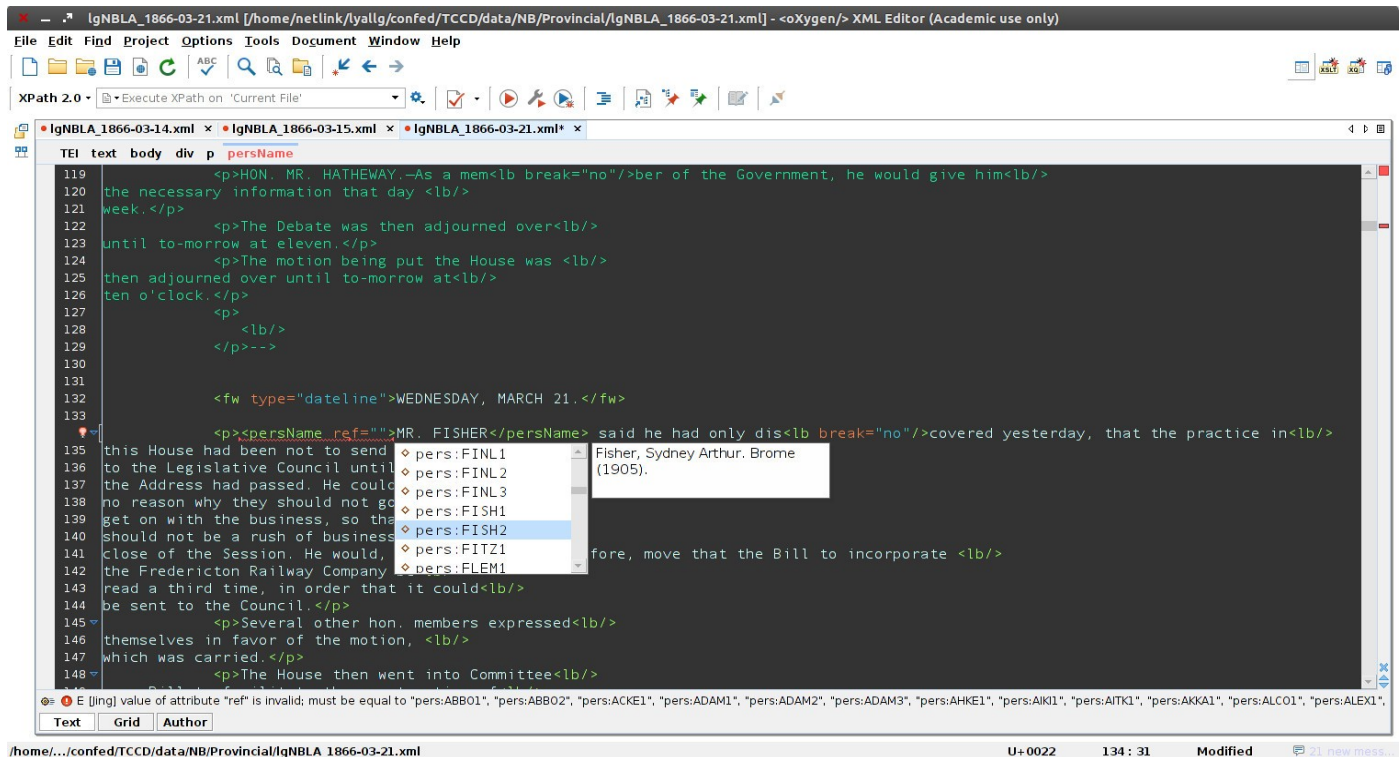 lgNBLA_1866-03-21.xml [/home/netlink/lyallg/confed/TCCD/data/NB/Provincial/lgNBLA_1866-03-21.xml] - <oXygen/> XML Editor (Academic use only)
File Edit Find Project Options Tools Document Window Help
ABC
XSLT XQ
XPath 2.0 Execute XPath on 'Current File'
lgNBLA_1866-03-14.xml × lgNBLA_1866-03-15.xml × lgNBLA_1866-03-21.xml* ×
TEI text body div p persName
119 <p>HON. MR. HATHEWAY.—As a mem<lb break="no"/>ber of the Government, he would give him<lb/>
120 the necessary information that day <lb/>
121 week.</p>
122 <p>The Debate was then adjourned over<lb/>
123 until to-morrow at eleven.</p>
124 <p>The motion being put the House was <lb/>
125 then adjourned over until to-morrow at<lb/>
126 ten o'clock.</p>
127 <p>
128 <lb/>
129 </p>-->
130
131
132 <fw type="dateline">WEDNESDAY, MARCH 21.</fw>
133
<p><persName ref="">MR. FISHER</persName> said he had only dis<lb break="no"/>covered yesterday, that the practice in<lb/>
135 this House had been not to send
136 to the Legislative Council until
137 the Address had passed. He could
138 no reason why they should not go
139 get on with the business, so tha
140 should not be a rush of business
141 close of the Session. He would, fore, move that the Bill to incorporate <lb/>
142 the Fredericton Railway Company
143 read a third time, in order that it could<lb/>
144 be sent to the Council.</p>
145 <p>Several other hon. members expressed<lb/>
146 themselves in favor of the motion, <lb/>
147 which was carried.</p>
148 <p>The House then went into Committee<lb/>
pers:FINL1
pers:FINL2
pers:FINL3
pers:FISH1
pers:FISH2
pers:FITZ1
pers:FLEM1
Fisher, Sydney Arthur. Brome
(1905).
E [Jing] value of attribute "ref" is invalid; must be equal to "pers:ABBO1", "pers:ABBO2", "pers:ACKE1", "pers:ADAM1", "pers:ADAM2", "pers:ADAM3", "pers:AHKE1", "pers:AIKI1", "pers:AITK1", "pers:AKKA1", "pers:ALCO1", "pers:ALEX1",
Text Grid Author
/home/.../confed/TCCD/data/NB/Provincial/lgNBLA_1866-03-21.xml U+0022 134 : 31 Modified 21 new mess...